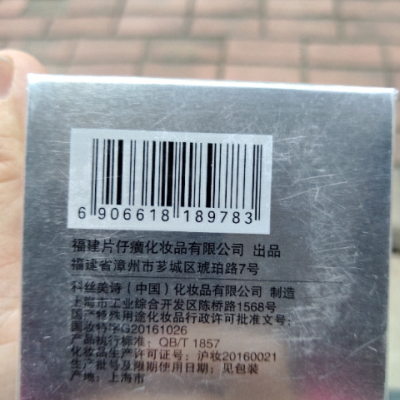 6 906618 189783
福建片仔癀化妆品有限公司 出品
福建省漳州市芗城区琥珀路7号
科丝美诗（中国）化妆品有限公司 制造
上海市工业综合开发区陈桥路1568号
国产特殊用途化妆品行政许可批准文号：
国妆特字G20161026
产品执行标准：QB/T 1857
化妆品生产许可证号：沪妆20160021
生产批号及限期使用日期：见包装
产地：上海市